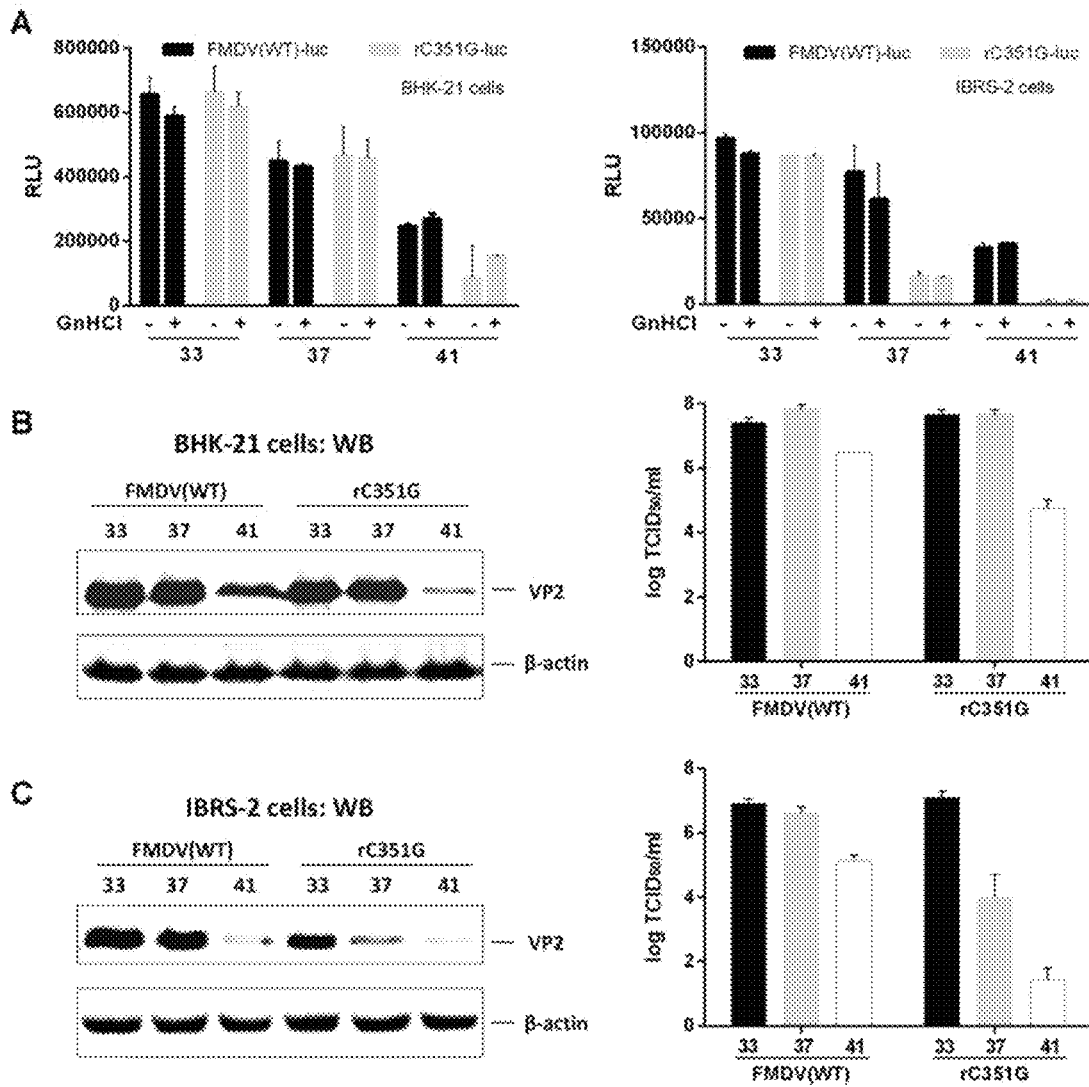 A
800000
600000
400000
200000
0
RLU
FMDV(WT)-luc
rC351G-luc
BHK-21 cells
GnHCl
- + - + - + - + - + - +
33 37 41
150000
100000
50000
0
RLU
FMDV(WT)-luc
rC351G-luc
IBRS-2 cells
GnHCl
- + - + - + - + - + - +
33 37 41
B
BHK-21 cells: WB
FMDV(WT) rC351G
33 37 41 33 37 41
VP2
β-actin
8
6
4
2
0
log TCID₅₀/ml
33 37 41 33 37 41
FMDV(WT) rC351G
C
IBRS-2 cells: WB
FMDV(WT) rC351G
33 37 41 33 37 41
VP2
β-actin
8
6
4
2
0
log TCID₅₀/ml
33 37 41 33 37 41
FMDV(WT) rC351G